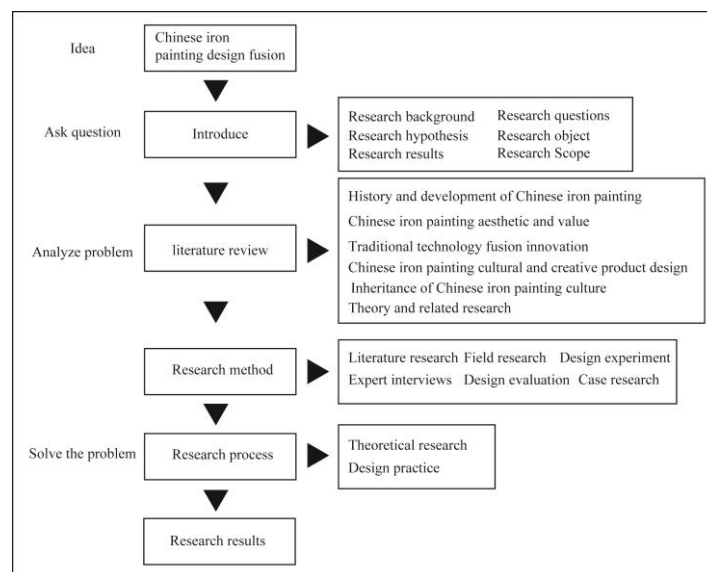 Idea
Chinese iron
painting design fusion
Ask question
Introduce
Research background Research questions
Research hypothesis Research object
Research results Research Scope
Analyze problem
literature review
History and development of Chinese iron painting
Chinese iron painting aesthetic and value
Traditional technology fusion innovation
Chinese iron painting cultural and creative product design
Inheritance of Chinese iron painting culture
Theory and related research
Research method
Literature research Field research Design experiment
Expert interviews Design evaluation Case research
Solve the problem
Research process
Theoretical research
Design practice
Research results